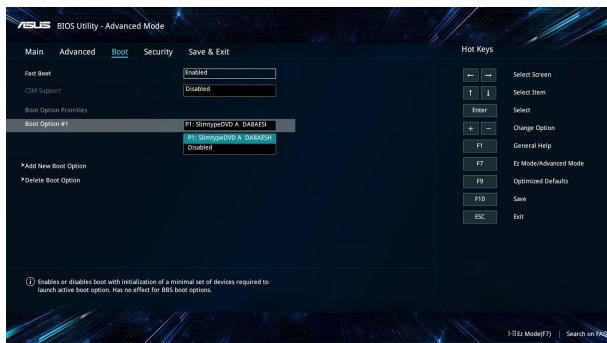 ASUS BIOS Utility - Advanced Mode
Main Advanced Boot Security Save & Exit
Hot Keys
Fast Boot Enabled
CSM Support Disabled
Boot Option Priorities
Boot Option #1 P1: SlimtypeDVD A DA8AESI
P1: SlimtypeDVD A DA8AESH
Disabled
Add New Boot Option
Delete Boot Option
← → Select Screen
↑ ↓ Select Item
Enter Select
+ − Change Option
F1 General Help
F7 Ez Mode/Advanced Mode
F9 Optimized Defaults
F10 Save
ESC Exit
Enables or disables boot with initialization of a minimal set of devices required to
launch active boot option. Has no effect for BBS boot options.
Ez Mode(F7) | Search on FAQ